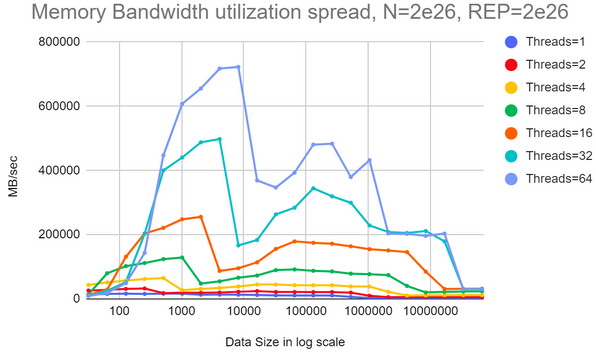 Memory Bandwidth utilization spread, N=2e26, REP=2e26
800000
600000
400000
200000
0
MB/sec
100
1000
10000
100000
1000000
10000000
Data Size in log scale
Threads=1
Threads=2
Threads=4
Threads=8
Threads=16
Threads=32
Threads=64